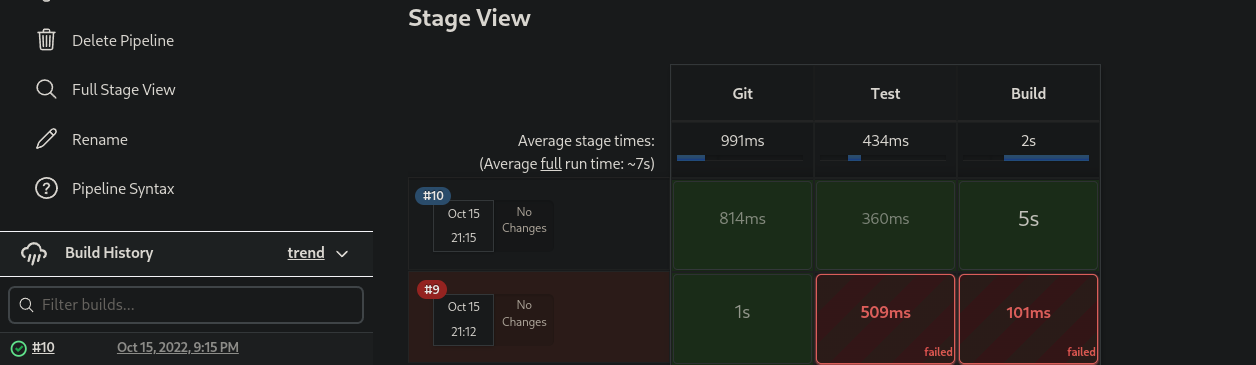 Stage View
Delete Pipeline
Full Stage View
Rename
Pipeline Syntax
Build History
trend
Filter builds...
#10
Oct 15, 2022, 9:15 PM
Git
Test
Build
Average stage times:
(Average full run time: ~7s)
991ms
434ms
2s
#10
Oct 15
21:15
No
Changes
814ms
360ms
5s
#9
Oct 15
21:12
No
Changes
1s
509ms
failed
101ms
failed